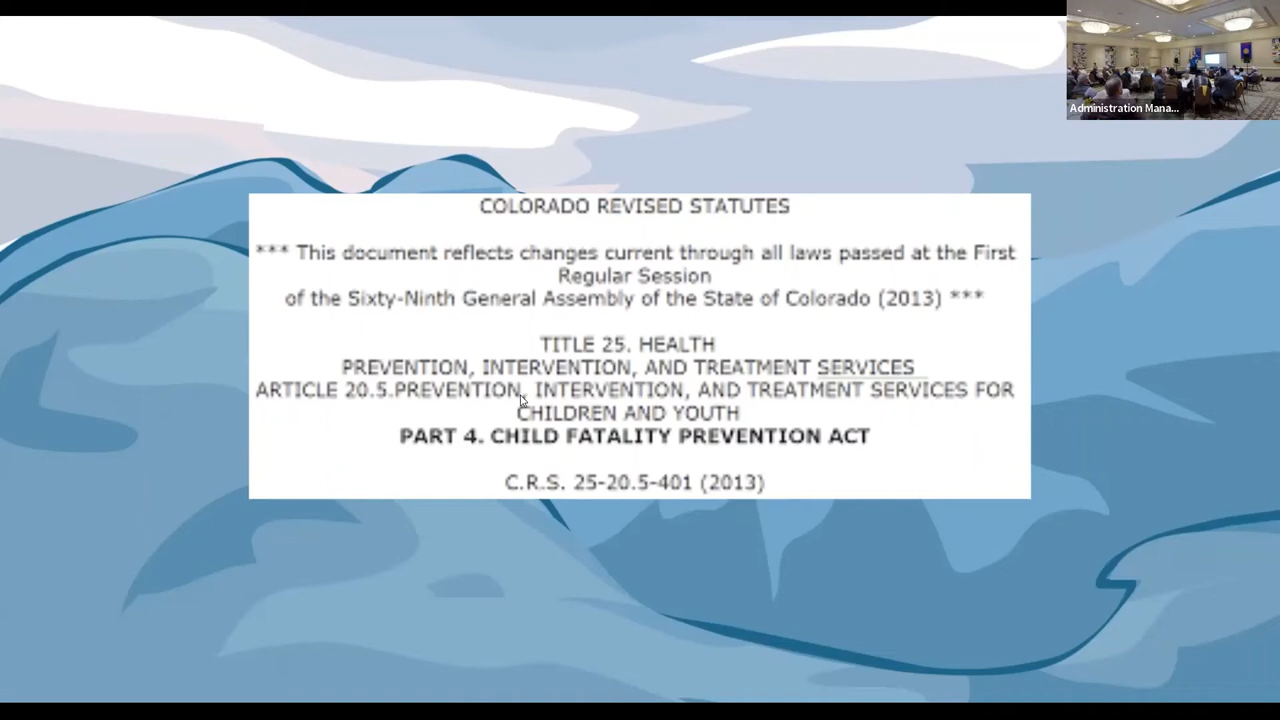 Administration Mana...
COLORADO REVISED STATUTES
*** This document reflects changes current through all laws passed at the First
Regular Session
of the Sixty-Ninth General Assembly of the State of Colorado (2013) ***
TITLE 25. HEALTH
PREVENTION, INTERVENTION, AND TREATMENT SERVICES
ARTICLE 20.5.PREVENTION, INTERVENTION, AND TREATMENT SERVICES FOR
CHILDREN AND YOUTH
PART 4. CHILD FATALITY PREVENTION ACT
C.R.S. 25-20.5-401 (2013)